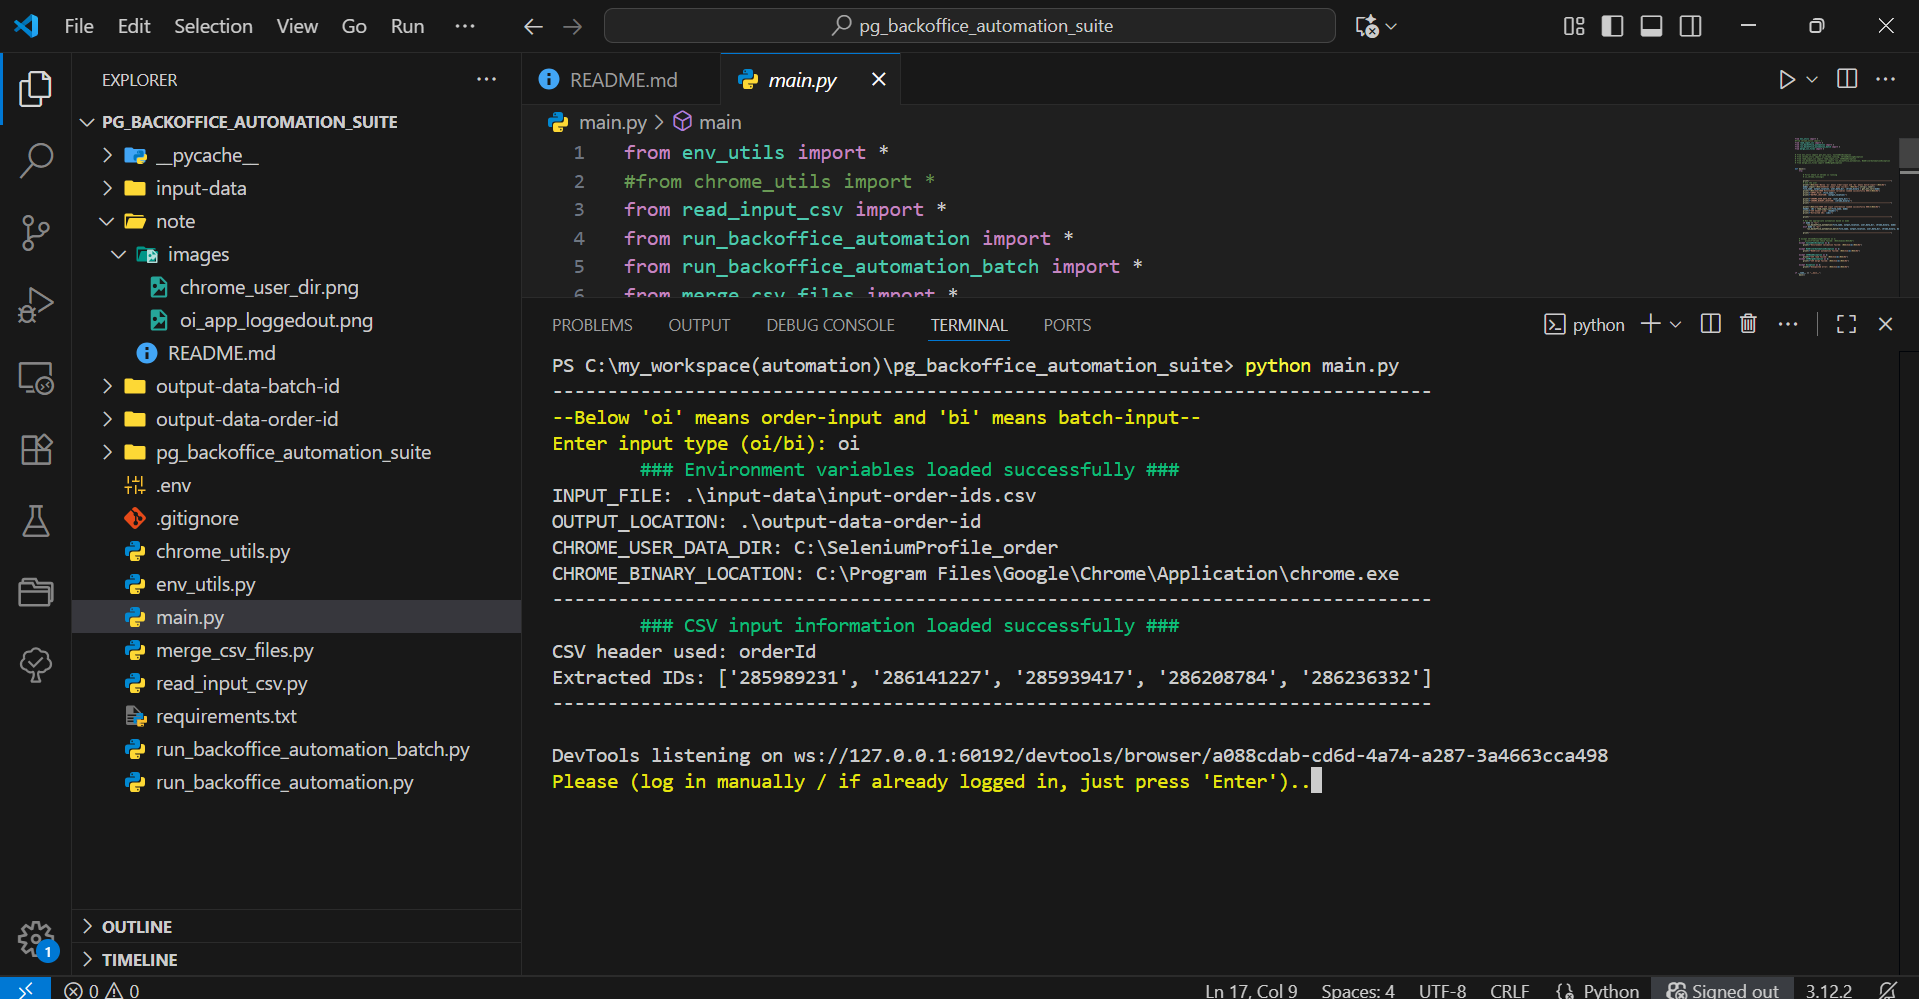 File Edit Selection View Go Run ...
pg_backoffice_automation_suite
EXPLORER
PG_BACKOFFICE_AUTOMATION_SUITE
__pycache__
input-data
note
images
chrome_user_dir.png
oi_app_loggedout.png
README.md
output-data-batch-id
output-data-order-id
pg_backoffice_automation_suite
.env
.gitignore
chrome_utils.py
env_utils.py
main.py
merge_csv_files.py
read_input_csv.py
requirements.txt
run_backoffice_automation_batch.py
run_backoffice_automation.py
OUTLINE
TIMELINE
1
README.md main.py
main.py > main
1 from env_utils import *
2 #from chrome_utils import *
3 from read_input_csv import *
4 from run_backoffice_automation import *
5 from run_backoffice_automation_batch import *
6 from merge_csv_files import *
PROBLEMS OUTPUT DEBUG CONSOLE TERMINAL PORTS
python
PS C:\my_workspace(automation)\pg_backoffice_automation_suite> python main.py
--------------------------------------------------------------------------------
--Below 'oi' means order-input and 'bi' means batch-input--
Enter input type (oi/bi): oi
### Environment variables loaded successfully ###
INPUT_FILE: .\input-data\input-order-ids.csv
OUTPUT_LOCATION: .\output-data-order-id
CHROME_USER_DATA_DIR: C:\SeleniumProfile_order
CHROME_BINARY_LOCATION: C:\Program Files\Google\Chrome\Application\chrome.exe
--------------------------------------------------------------------------------
### CSV input information loaded successfully ###
CSV header used: orderId
Extracted IDs: ['285989231', '286141227', '285939417', '286208784', '286236332']
--------------------------------------------------------------------------------
DevTools listening on ws://127.0.0.1:60192/devtools/browser/a088cdab-cd6d-4a74-a287-3a4663cca498
Please (log in manually / if already logged in, just press 'Enter')..
0 0 Ln 17, Col 9 Spaces: 4 UTF-8 CRLF {} Python Signed out 3.12.2